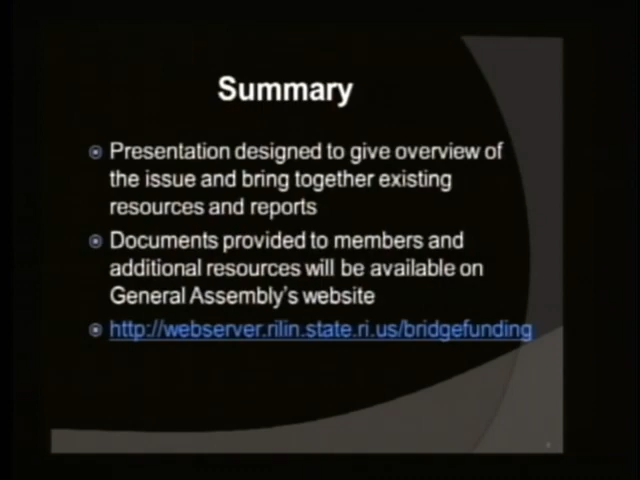 Summary
Presentation designed to give overview of
the issue and bring together existing
resources and reports
Documents provided to members and
additional resources will be available on
General Assembly's website
http://webserver.rilin.state.ri.us/bridgefunding